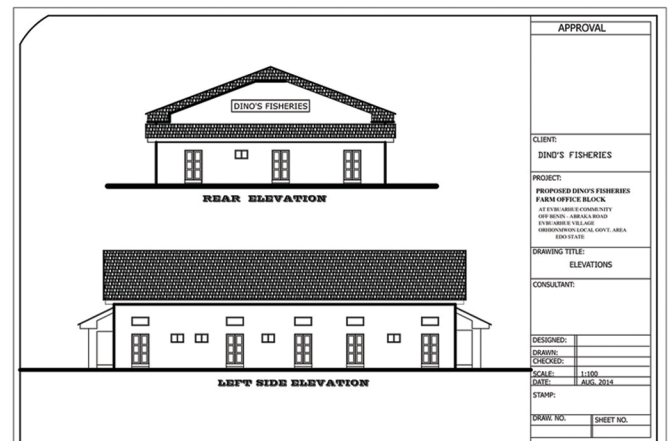 DINO'S FISHERIES
REAR ELEVATION
LEFT SIDE ELEVATION
APPROVAL
CLIENT:
DINO'S FISHERIES
PROJECT:
PROPOSED DINO'S FISHERIES
FARM OFFICE BLOCK
AT EVBUARHUE COMMUNITY
OFF BENIN - ABRAKA ROAD
EVBUARHUE VILLAGE
ORHIONMWON LOCAL GOVT. AREA
EDO STATE
DRAWING TITLE:
ELEVATIONS
CONSULTANT:
DESIGNED:
DRAWN:
CHECKED:
SCALE: 1:100
DATE: AUG. 2014
STAMP:
DRAW. NO. SHEET NO.